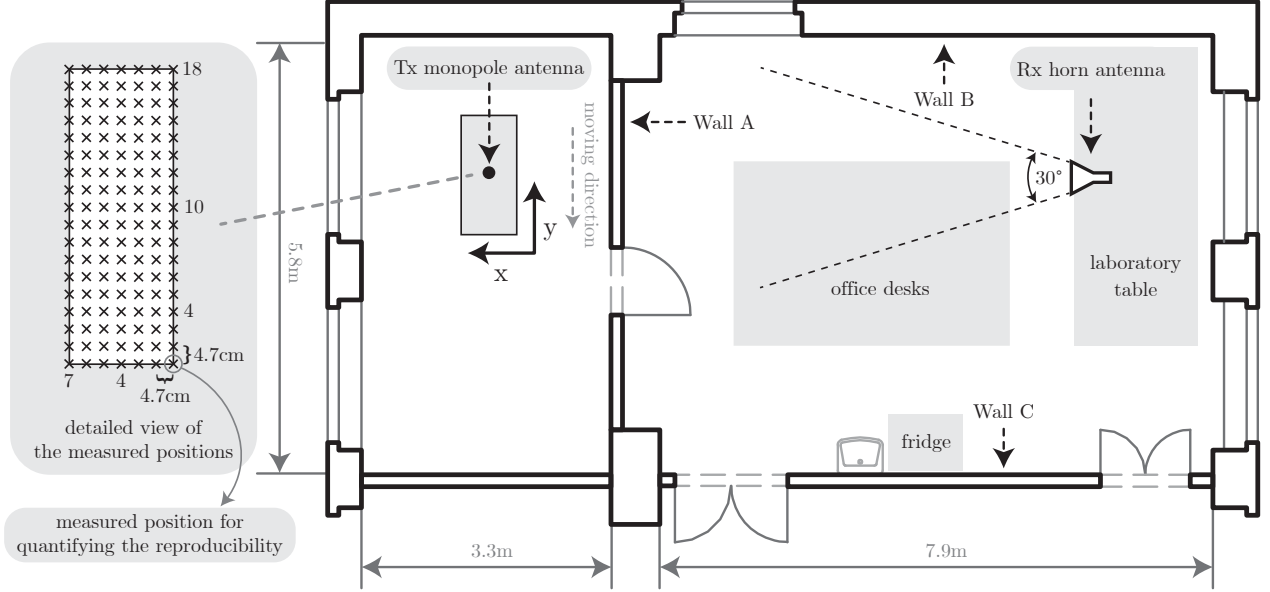 18
10
4
4.7cm
7
4
4.7cm
detailed view of
the measured positions
measured position for
quantifying the reproducibility
5.8m
Tx monopole antenna
moving direction
y
x
Wall A
Wall B
Rx horn antenna
30°
office desks
laboratory
table
Wall C
fridge
3.3m
7.9m